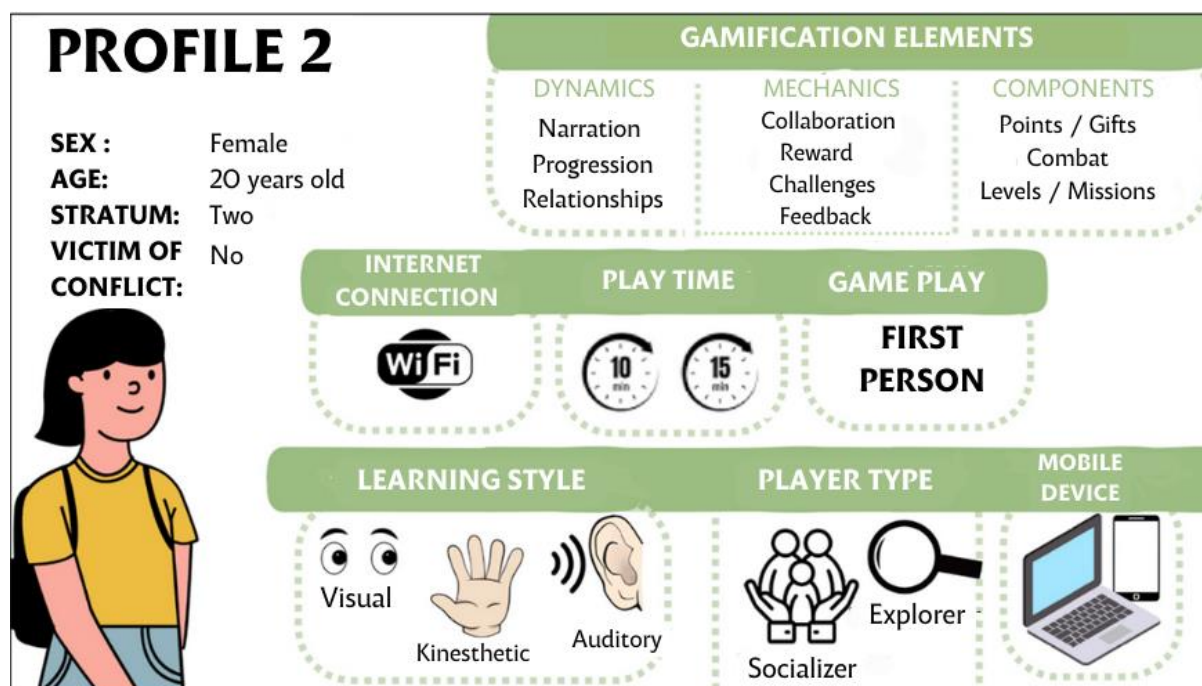 PROFILE 2
SEX : Female
AGE: 20 years old
STRATUM: Two
VICTIM OF No
CONFLICT:
GAMIFICATION ELEMENTS
DYNAMICS
Narration
Progression
Relationships
MECHANICS
Collaboration
Reward
Challenges
Feedback
COMPONENTS
Points / Gifts
Combat
Levels / Missions
INTERNET
CONNECTION
WiFi
PLAY TIME
10
min
15
min
GAME PLAY
FIRST
PERSON
LEARNING STYLE
Visual
Kinesthetic
Auditory
PLAYER TYPE
Socializer
Explorer
MOBILE
DEVICE